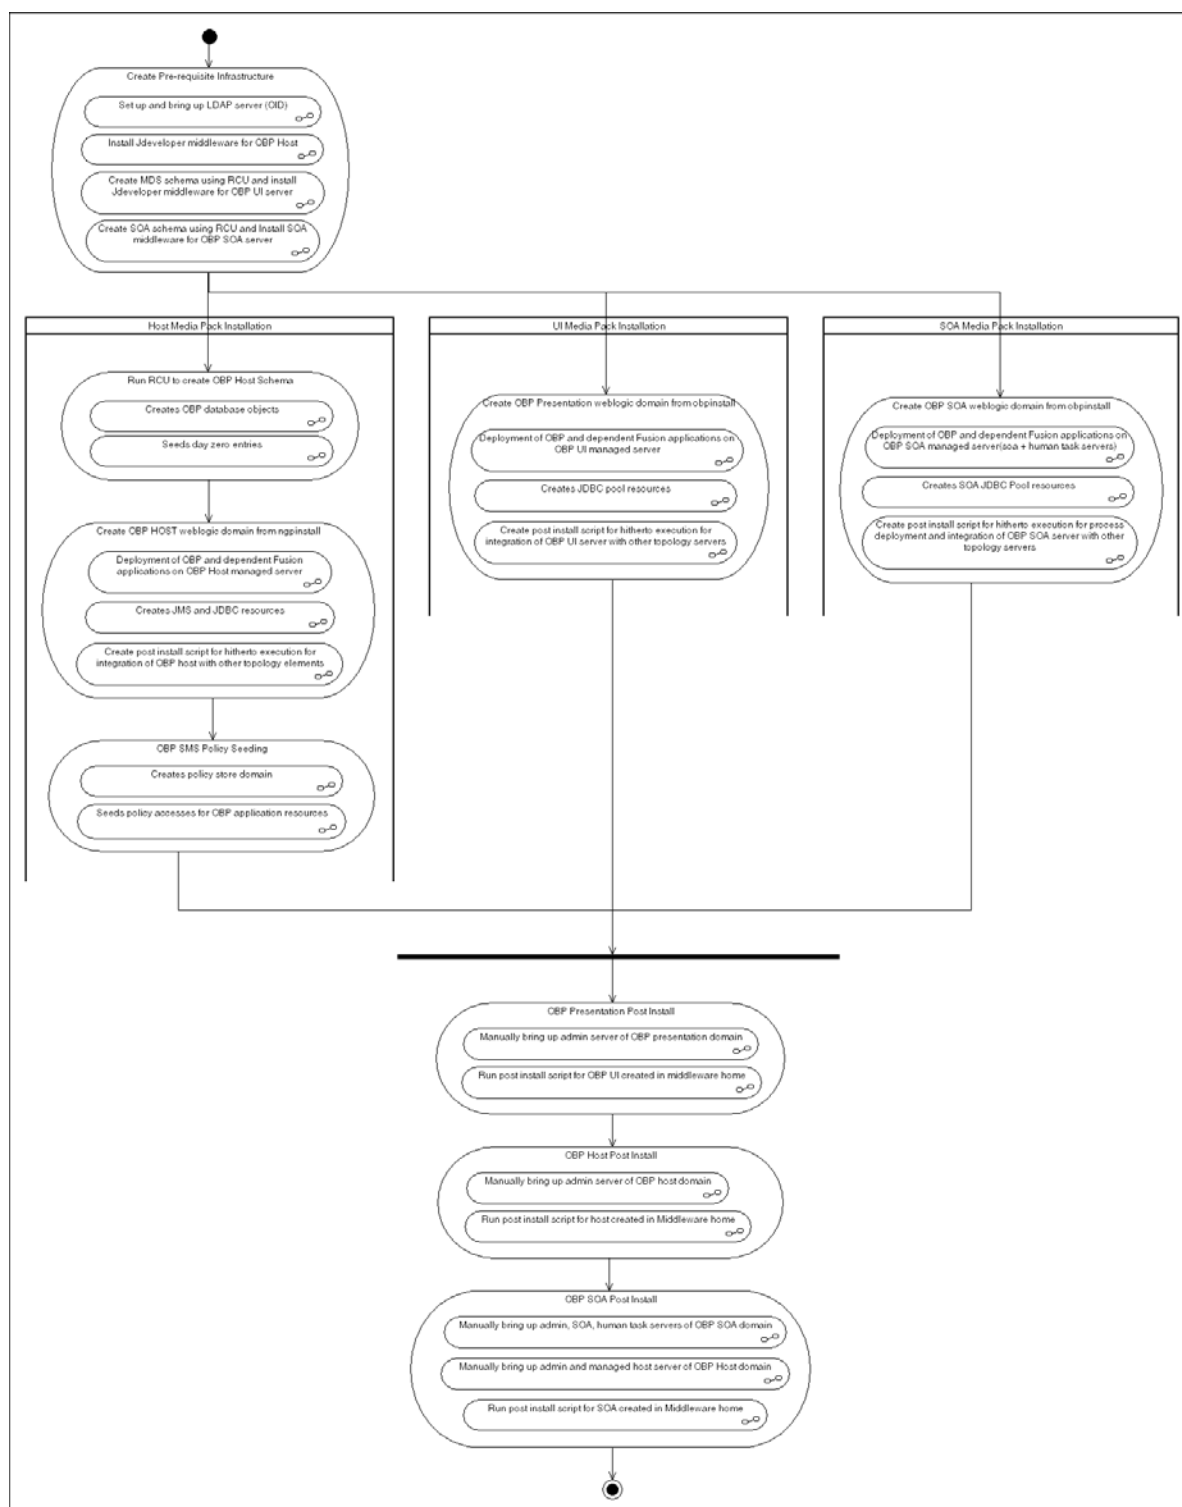 Create Pre-requisite Infrastructure
Set up and bring up LDAP server (OID)
Install Jdeveloper middleware for OBP Host
Create MDS schema using RCU and install
Jdeveloper middleware for OBP UI server
Create SOA schema using RCU and Install SOA
middleware for OBP SOA server
Host Media Pack Installation
Run RCU to create OBP Host Schema
Creates OBP database objects
Seeds day zero entries
Create OBP HOST weblogic domain from ngpinstall
Deployment of OBP and dependent Fusion
applications on OBP Host managed server
Creates JMS and JDBC resources
Create post install script for hitherto execution for
integration of OBP host with other topology elements
OBP SMS Policy Seeding
Creates policy store domain
Seeds policy accesses for OBP application resources
UI Media Pack Installation
Create OBP Presentation weblogic domain from obpinstall
Deployment of OBP and dependent Fusion applications on
OBP UI managed server
Creates JDBC pool resources
Create post install script for hitherto execution for
integration of OBP UI server with other topology servers
SOA Media Pack Installation
Create OBP SOA weblogic domain from obpinstall
Deployment of OBP and dependent Fusion applications on
OBP SOA managed server(soa + human task servers)
Creates SOA JDBC Pool resources
Create post install script for hitherto execution for process
deployment and integration of OBP SOA server with other
topology servers
OBP Presentation Post Install
Manually bring up admin server of OBP presentation domain
Run post install script for OBP UI created in middleware home
OBP Host Post Install
Manually bring up admin server of OBP host domain
Run post install script for host created in Middleware home
OBP SOA Post Install
Manually bring up admin, SOA, human task servers of OBP SOA domain
Manually bring up admin and managed host server of OBP Host domain
Run post install script for SOA created in Middleware home